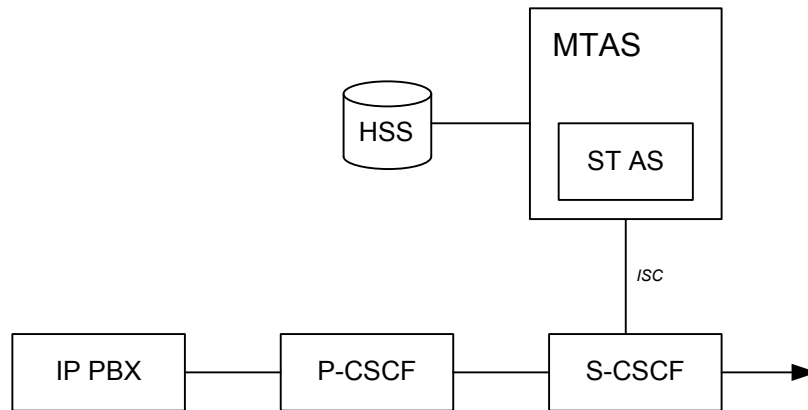 MTAS
HSS
ST AS
ISC
IP PBX
P-CSCF
S-CSCF